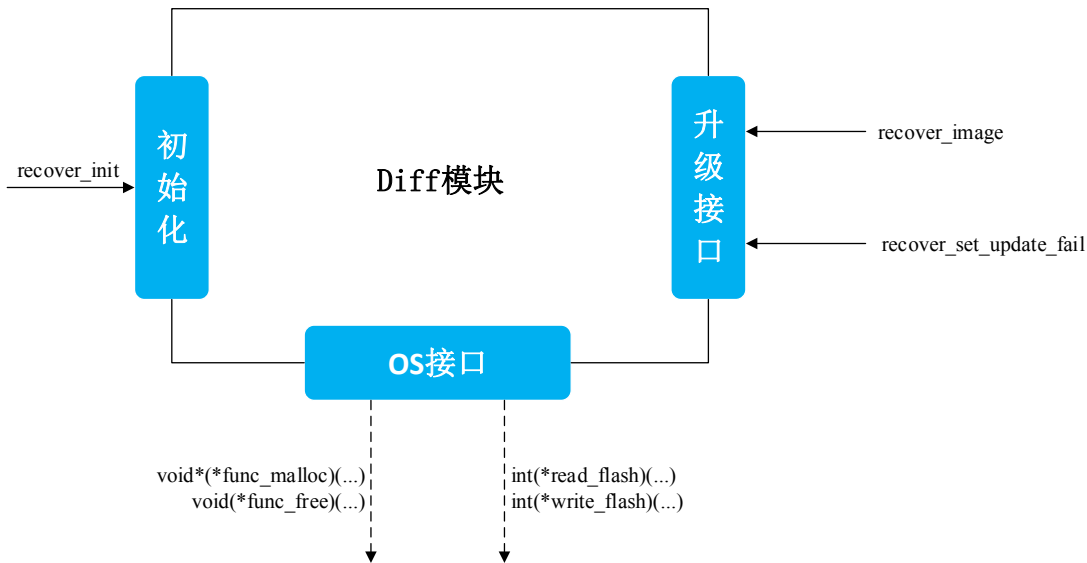 recover_init
初始化
Diff模块
升级接口
recover_image
recover_set_update_fail
OS接口
void*(*func_malloc)(...)
void(*func_free)(...)
int(*read_flash)(...)
int(*write_flash)(...)